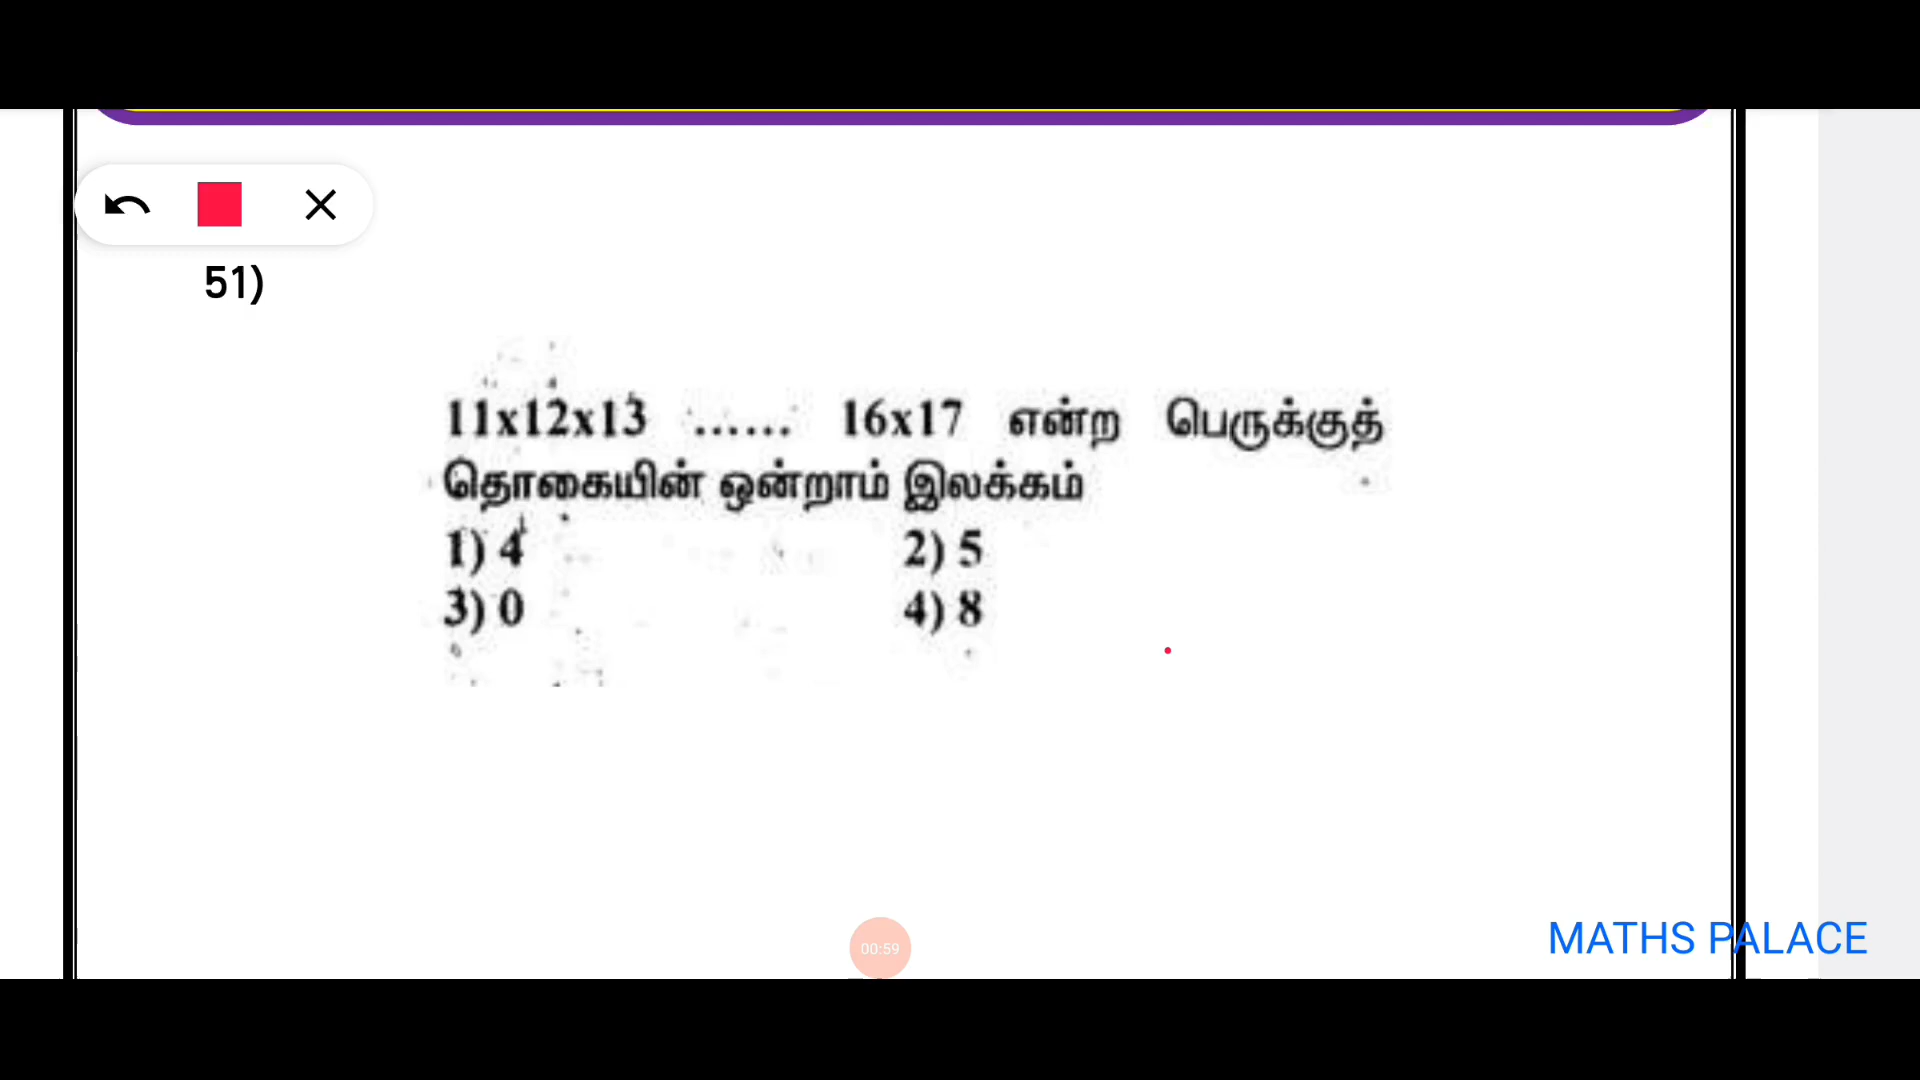 51)
11x12x13 ...... 16x17 என்ற பெருக்குத்
தொகையின் ஒன்றாம் இலக்கம்
1) 4 2) 5
3) 0 4) 8
00:59
MATHS PALACE